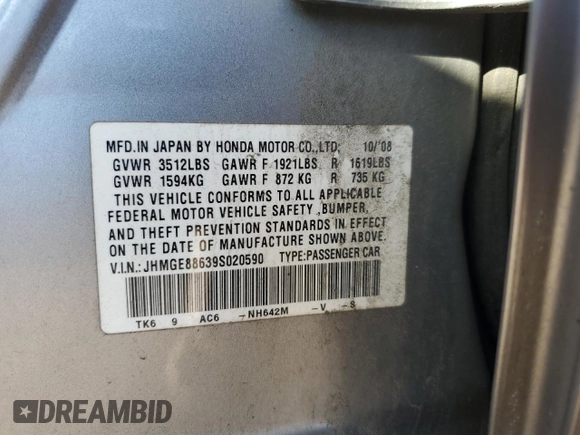 MFD.IN JAPAN BY HONDA MOTOR CO.,LTD; 10/'08
GVWR 3512LBS GAWR F 1921LBS R 1619LBS
GVWR 1594KG GAWR F 872 KG R 735 KG
THIS VEHICLE CONFORMS TO ALL APPLICABLE
FEDERAL MOTOR VEHICLE SAFETY ,BUMPER,
AND THEFT PREVENTION STANDARDS IN EFFECT
ON THE DATE OF MANUFACTURE SHOWN ABOVE.
V.I.N.:JHMGE88639S020590 TYPE:PASSENGER CAR
TK6 9 AC6 -NH642M -V -S
DREAMBID